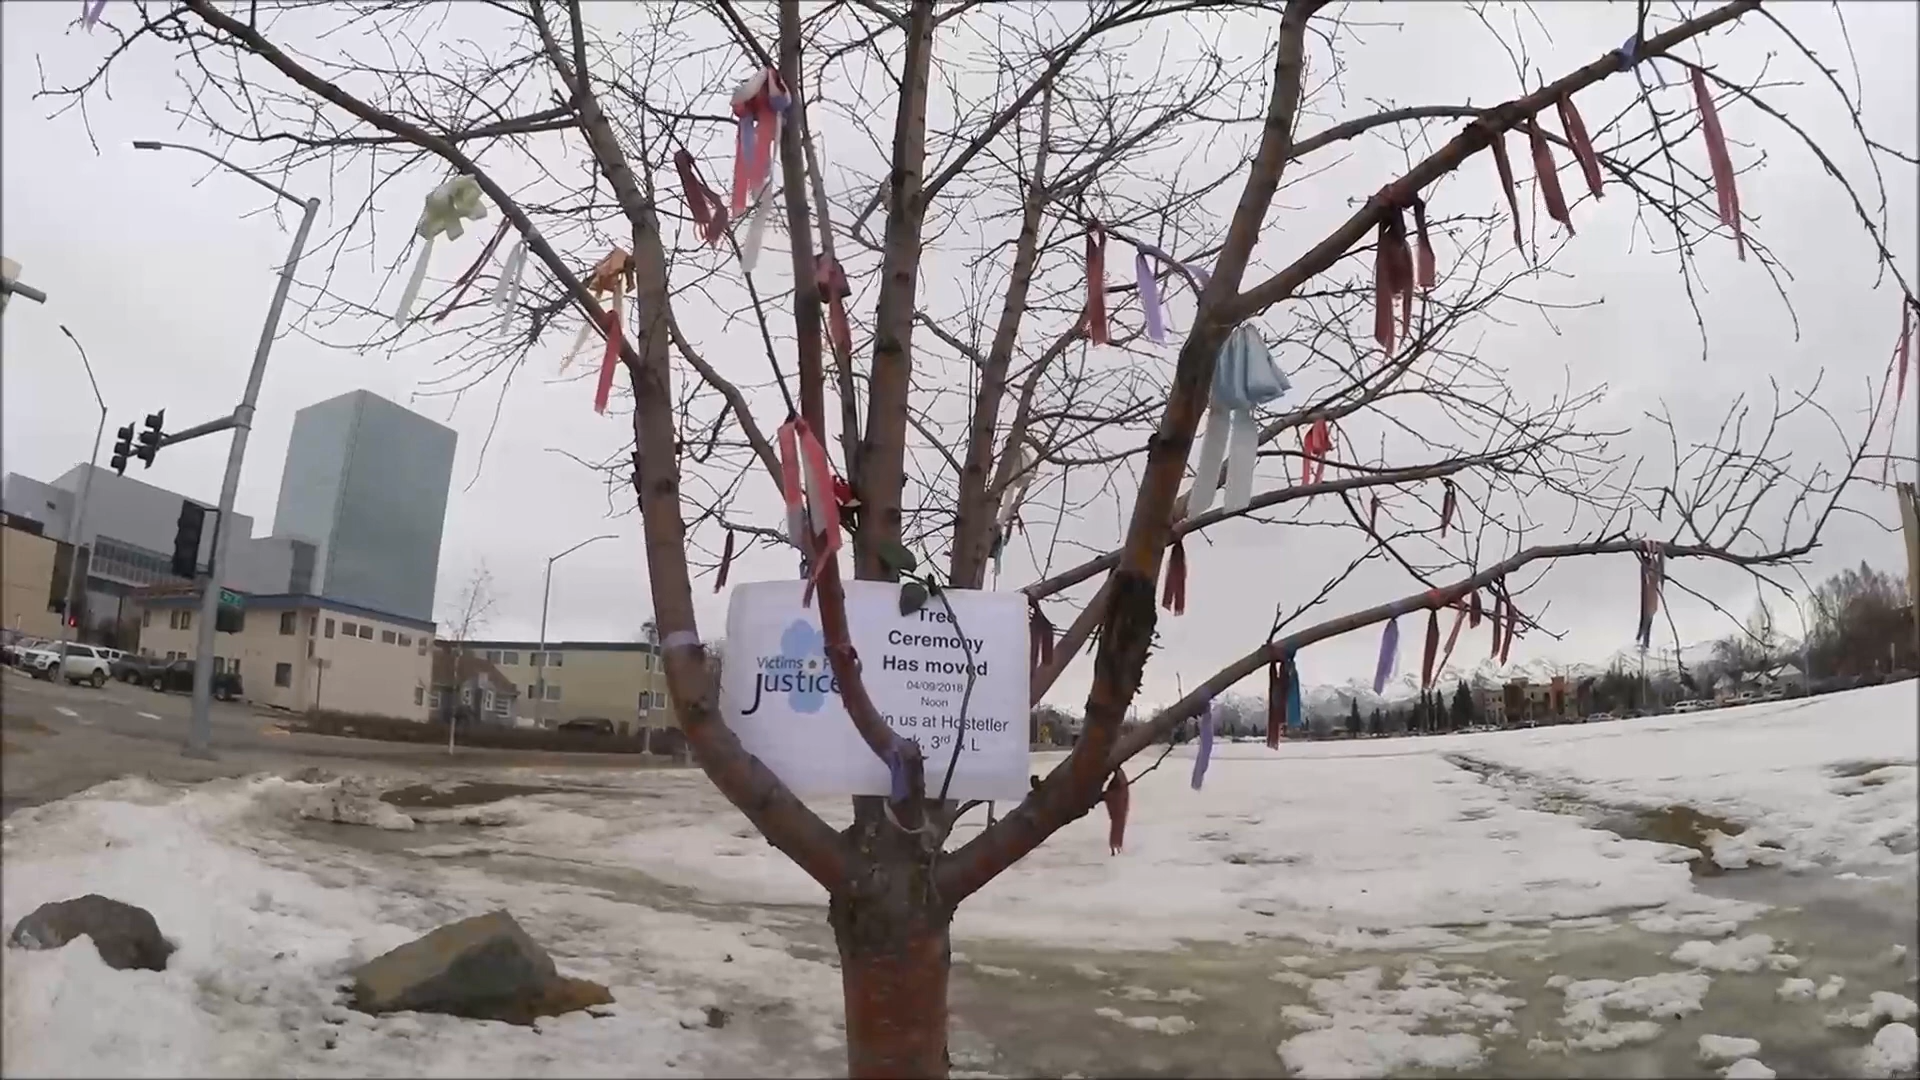 Victims
Justice
Tree
Ceremony
Has moved
04/09/2018
Noon
in us at Hostetler
3rd & L